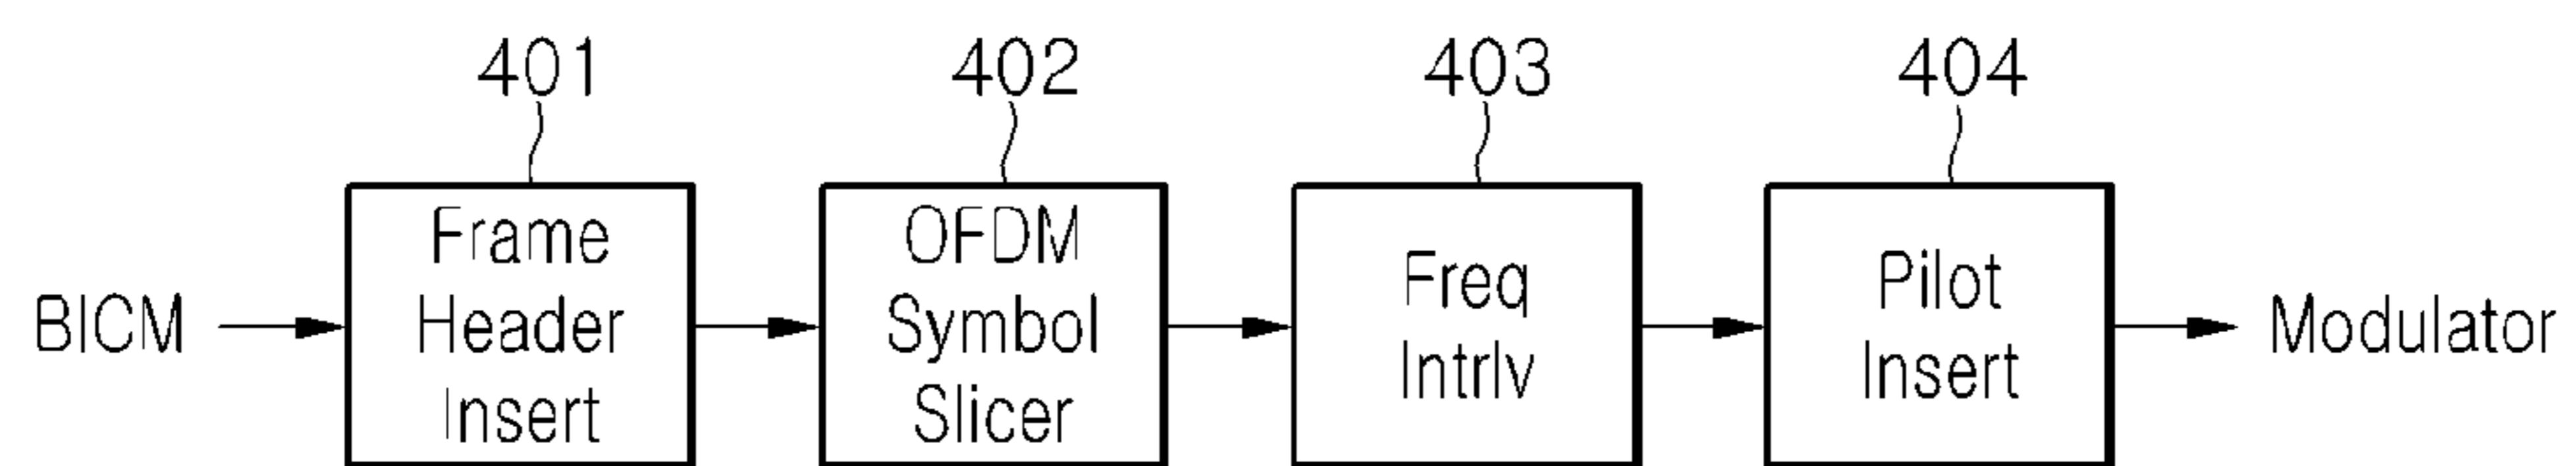 401
402
403
404
BICM
Frame
Header
Insert
OFDM
Symbol
Slicer
Freq
Intrlv
Pilot
Insert
Modulator